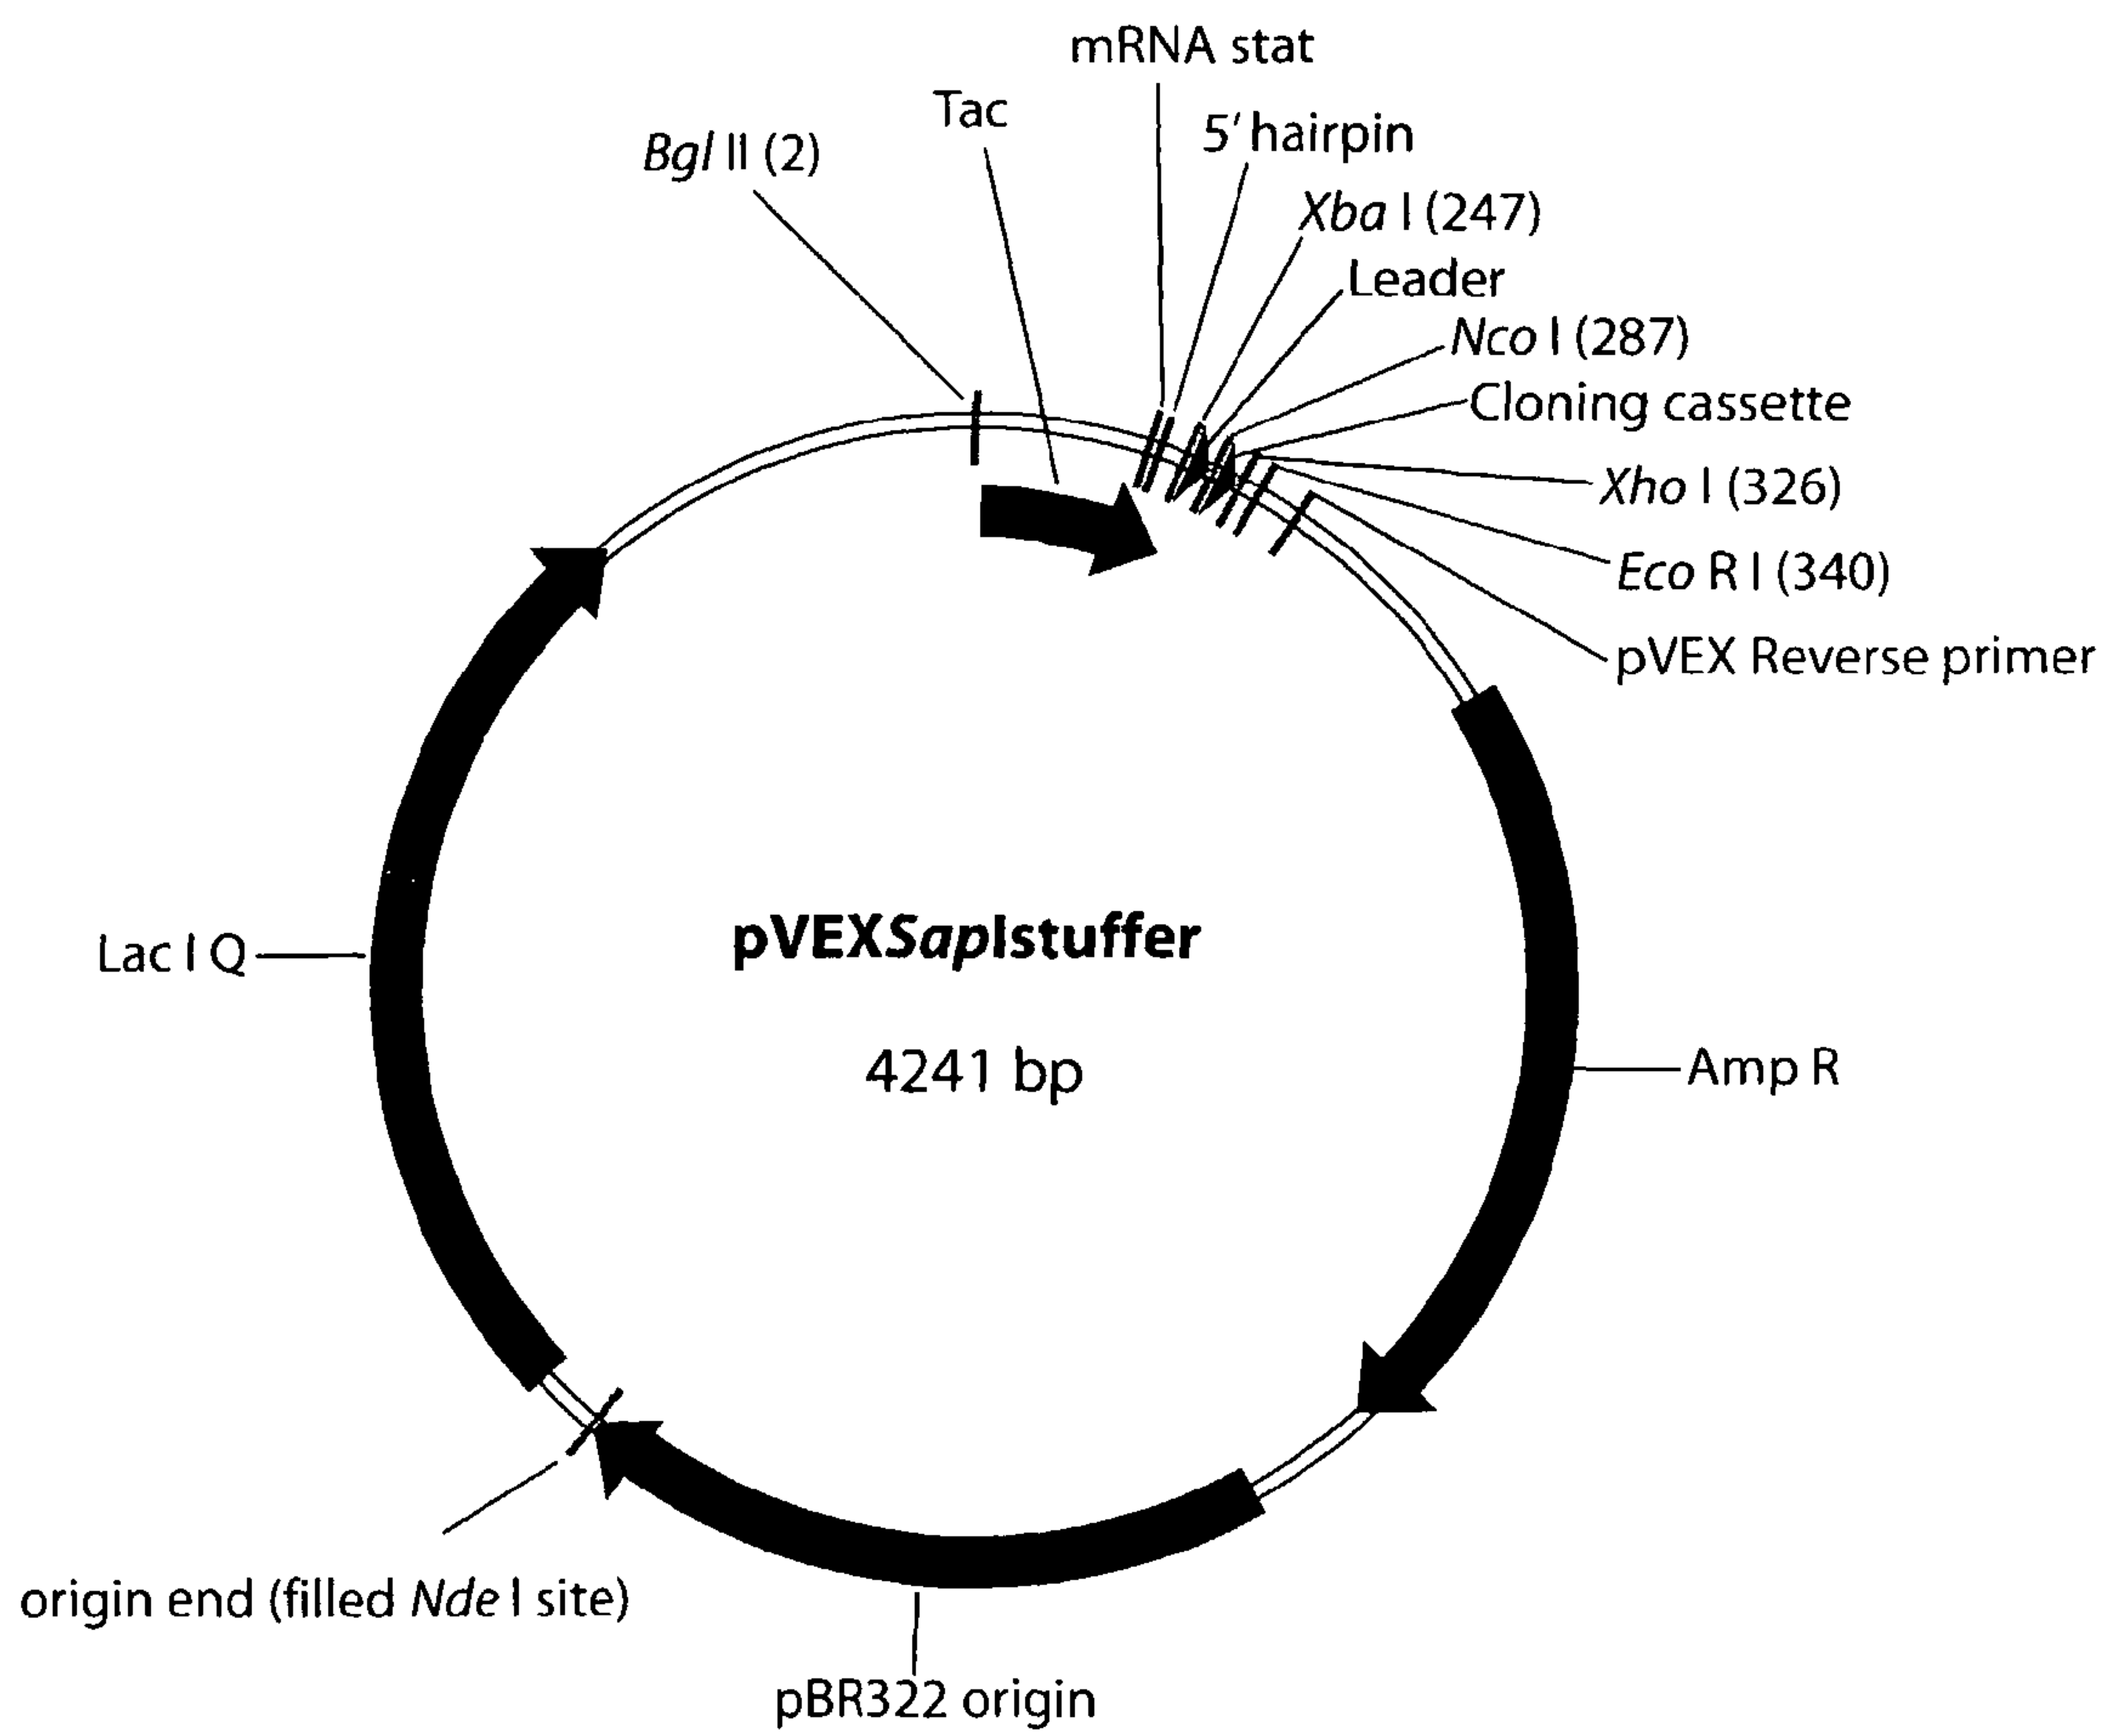 mRNA stat
Tac
5' hairpin
Bgl II (2)
Xba I (247)
Leader
Nco I (287)
Cloning cassette
Xho I (326)
Eco R I (340)
pVEX Reverse primer
pVEXSapIstuffer
Lac I Q
4241 bp
Amp R
origin end (filled Nde I site)
pBR322 origin